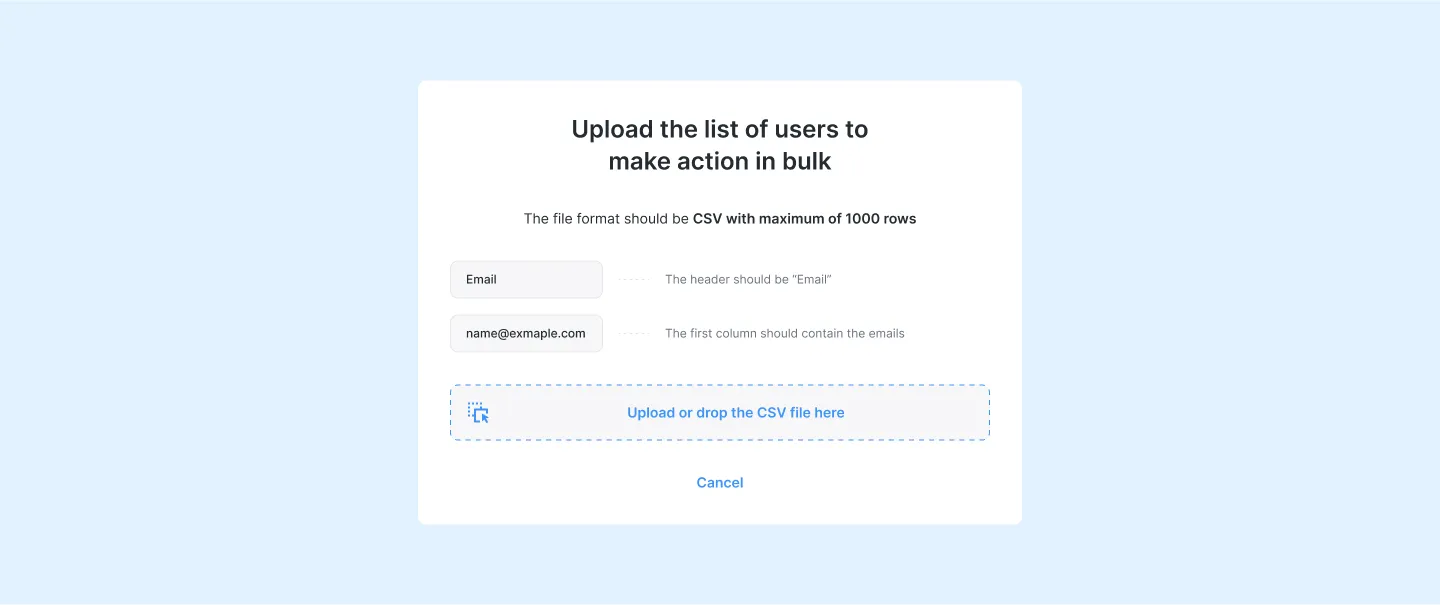 Upload the list of users to
make action in bulk
The file format should be CSV with maximum of 1000 rows
Email
The header should be “Email”
name@exmaple.com
The first column should contain the emails
Upload or drop the CSV file here
Cancel